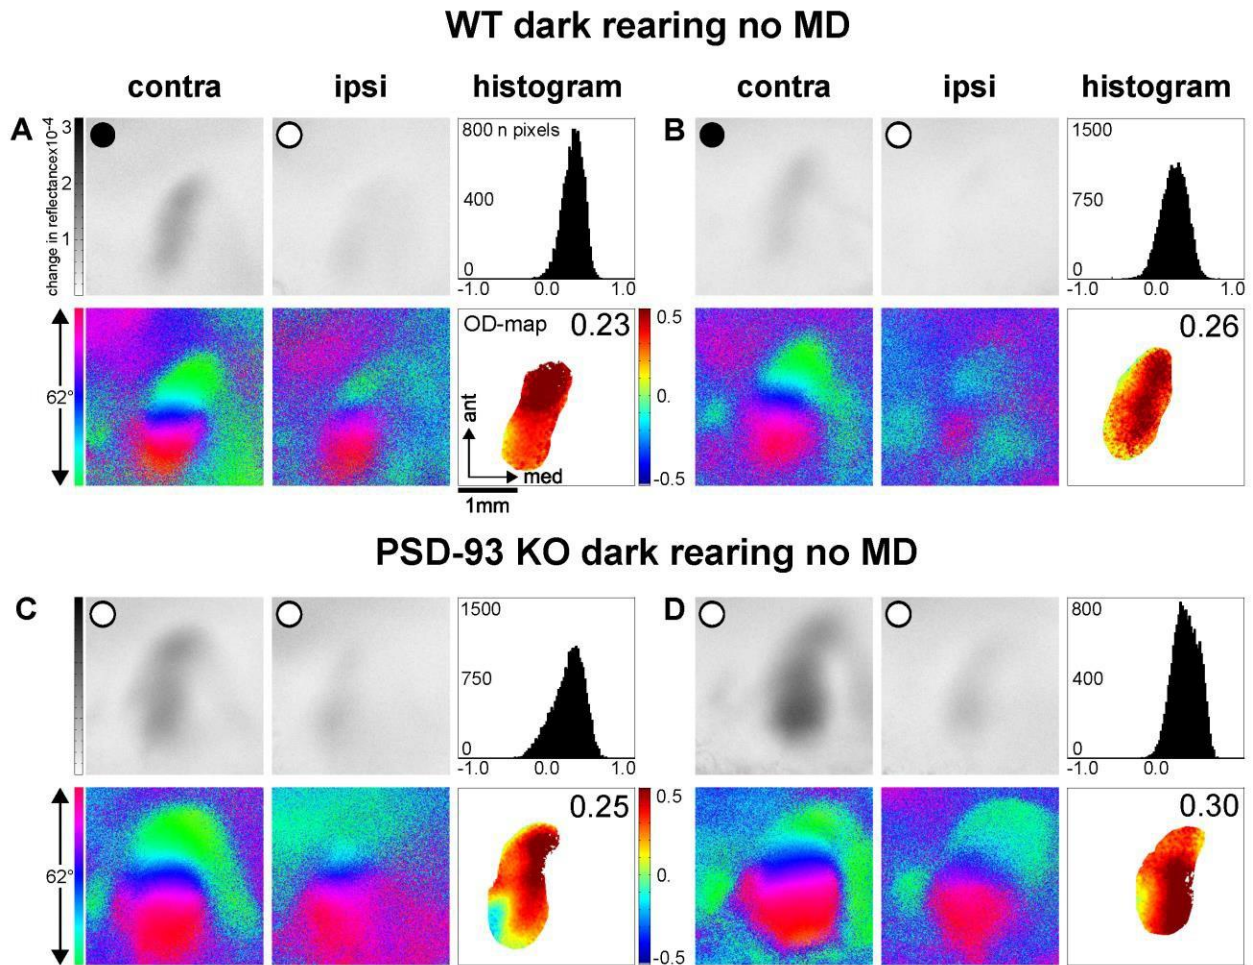 WT dark rearing no MD
contra ipsi histogram contra ipsi histogram
A
B
change in reflectancex10-4
3
2
1
800 n pixels
400
0
-1.0 0.0 1.0
1500
750
0
-1.0 0.0 1.0
62°
OD-map 0.23
ant
med
1mm
0.5
0.
-0.5
0.26
PSD-93 KO dark rearing no MD
C
D
1500
750
0
-1.0 0.0 1.0
800
400
0
-1.0 0.0
62°
0.25
0.5
0.
-0.5
0.30